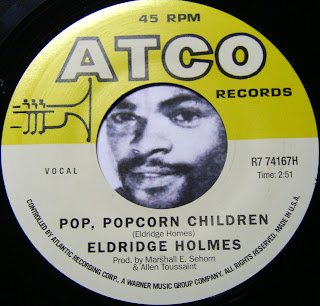 45 RPM
ATCO
RECORDS
VOCAL
R7 74167H
Time: 2:51
POP, POPCORN CHILDREN
(Eldridge Homes)
ELDRIDGE HOLMES
Prod. by Marshall E. Sehorn
& Allen Toussaint
CONTROLLED BY ATLANTIC RECORDING CORP., A WARNER MUSIC GROUP COMPANY. ALL RIGHTS RESERVED. MADE IN U.S.A.